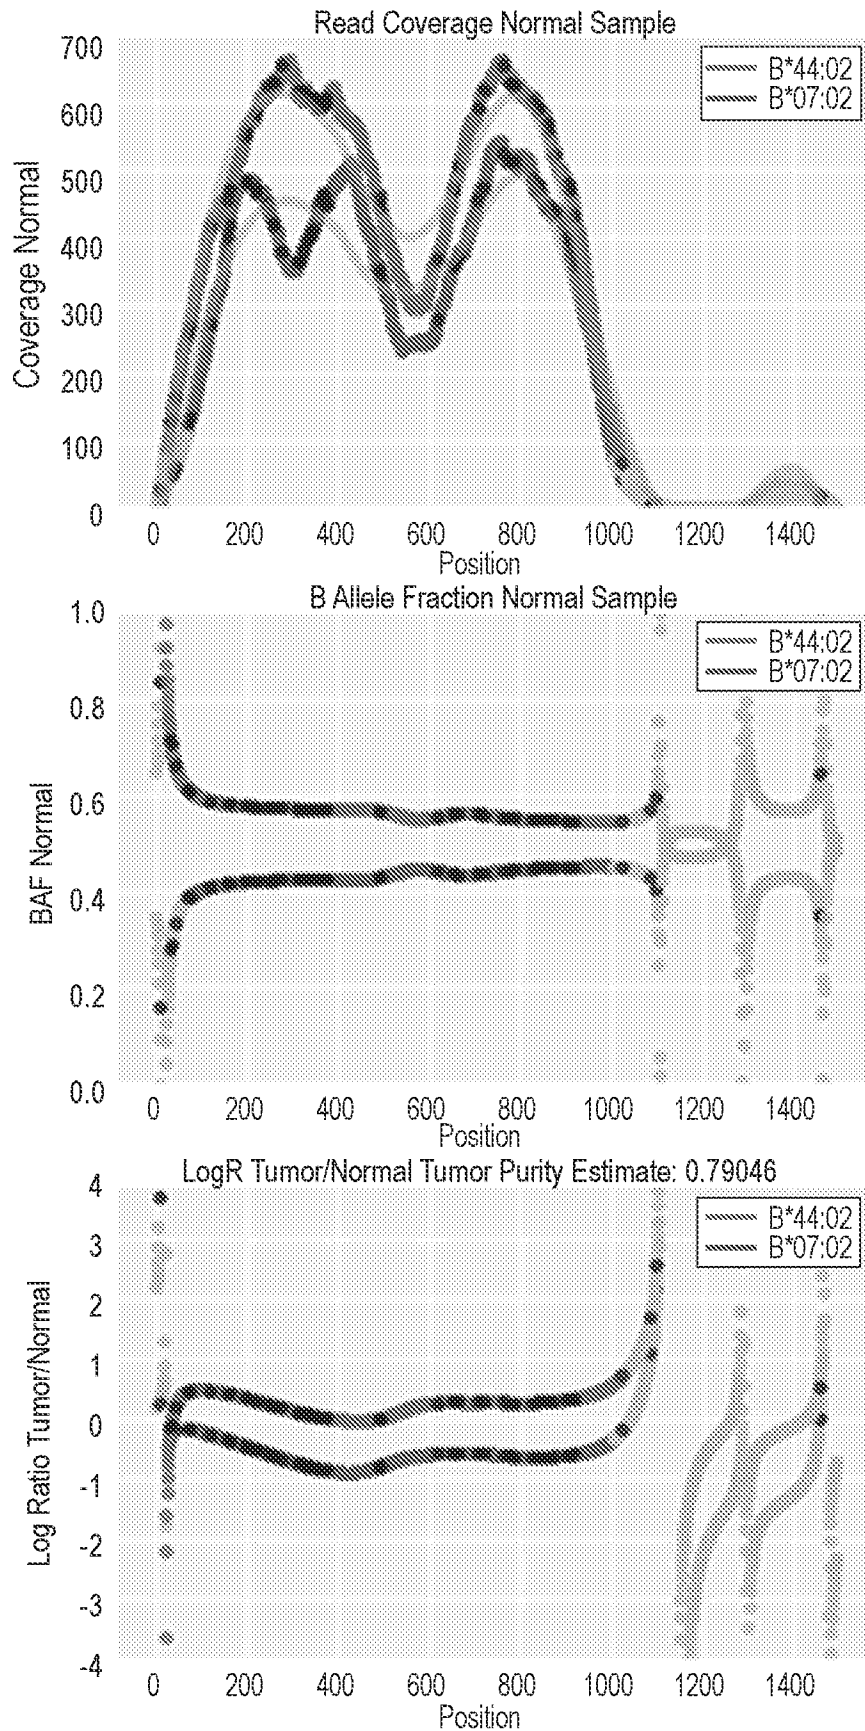 Read Coverage Normal Sample
700
600
500
400
300
200
100
0
Coverage Normal
B*44:02
B*07:02
0 200 400 600 800 1000 1200 1400
Position
B Allele Fraction Normal Sample
1.0
0.8
0.6
0.4
0.2
0.0
BAF Normal
B*44:02
B*07:02
0 200 400 600 800 1000 1200 1400
Position
LogR Tumor/Normal Tumor Purity Estimate: 0.79046
4
3
2
1
0
-1
-2
-3
-4
Log Ratio Tumor/Normal
B*44:02
B*07:02
0 200 400 600 800 1000 1200 1400
Position